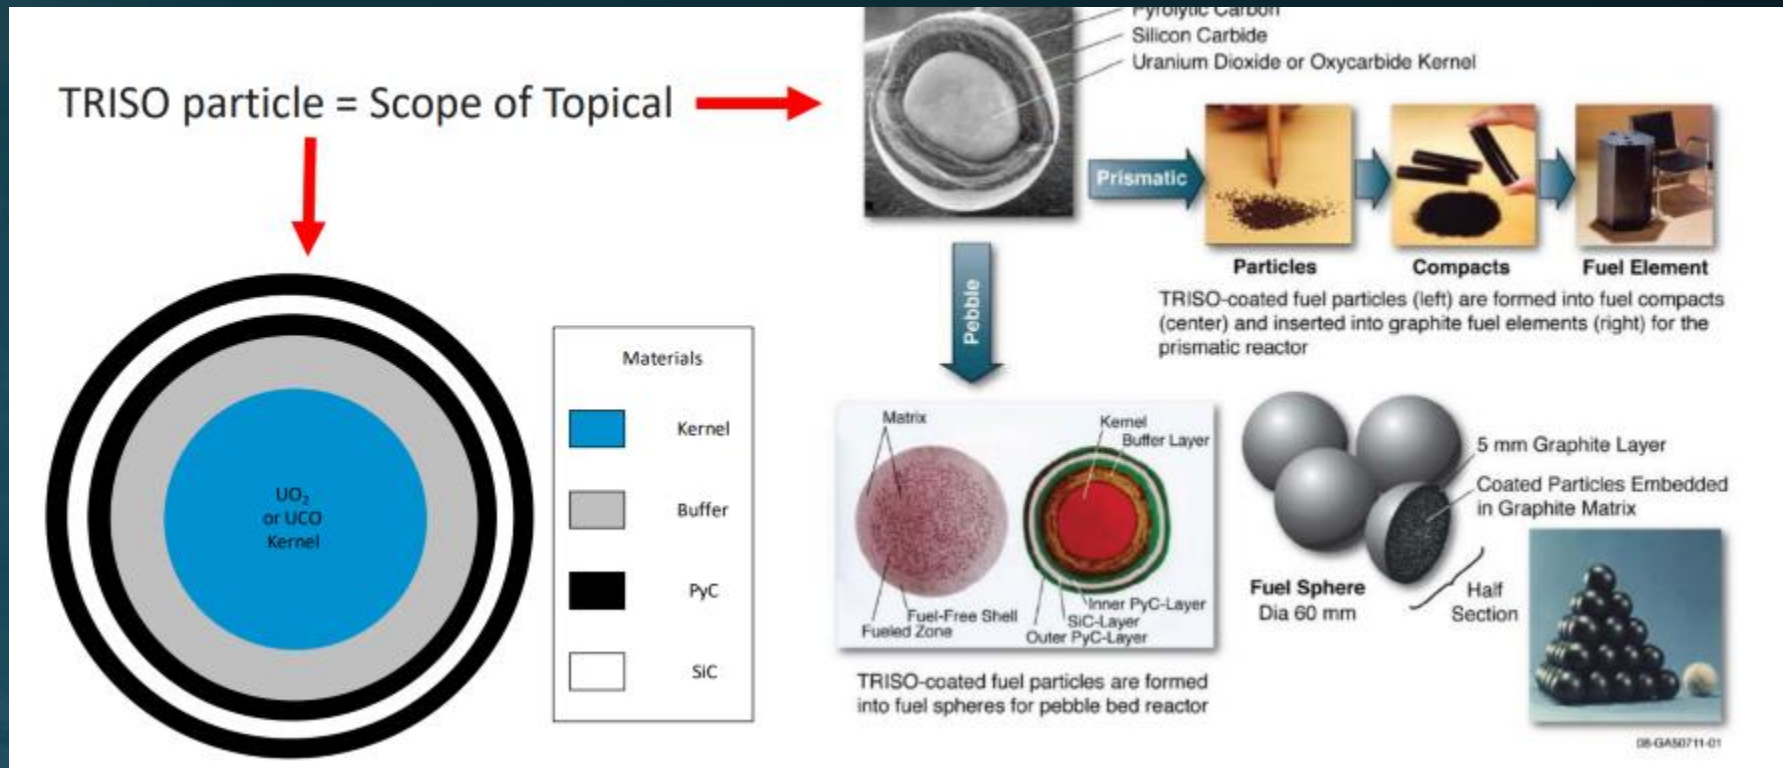 TRISO particle = Scope of Topical
UO₂
or UCO
Kernel
Materials
Kernel
Buffer
PyC
SiC
Pyrolytic Carbon
Silicon Carbide
Uranium Dioxide or Oxycarbide Kernel
Prismatic
Particles
Compacts
Fuel Element
TRISO-coated fuel particles (left) are formed into fuel compacts
(center) and inserted into graphite fuel elements (right) for the
prismatic reactor
Pebble
Matrix
Kernel
Buffer Layer
Fuel-Free Shell
Fueled Zone
Inner PyC-Layer
SiC-Layer
Outer PyC-Layer
TRISO-coated fuel particles are formed
into fuel spheres for pebble bed reactor
5 mm Graphite Layer
Coated Particles Embedded
in Graphite Matrix
Fuel Sphere
Dia 60 mm
Half
Section
08-GA50711-01